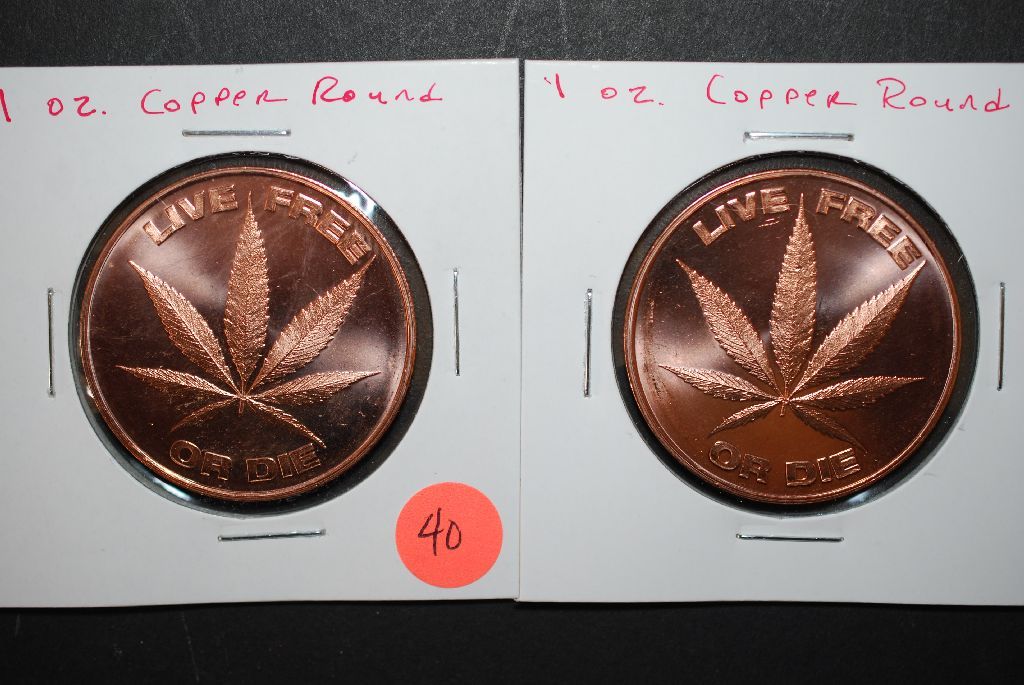 1 oz. Copper Round
LIVE FREE
OR DIE
40
1 oz. Copper Round
LIVE FREE
OR DIE